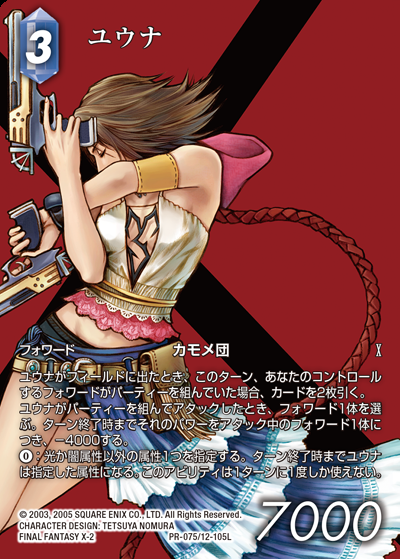 3
ユウナ
フォワード カモメ団 X
ユウナがフィールドに出たとき、このターン、あなたのコントロール
するフォワードがパーティーを組んでいた場合、カードを2枚引く。
ユウナがパーティーを組んでアタックしたとき、フォワード1体を選
ぶ。ターン終了時までそれのパワーをアタック中のフォワード1体に
つき、－4000する。
0：光か闇属性以外の属性1つを指定する。ターン終了時までユウナ
は指定した属性になる。このアビリティは1ターンに1度しか使えない。
© 2003, 2005 SQUARE ENIX CO., LTD. All Rights Reserved.
CHARACTER DESIGN: TETSUYA NOMURA
FINAL FANTASY X-2 PR-075/12-105L
7000